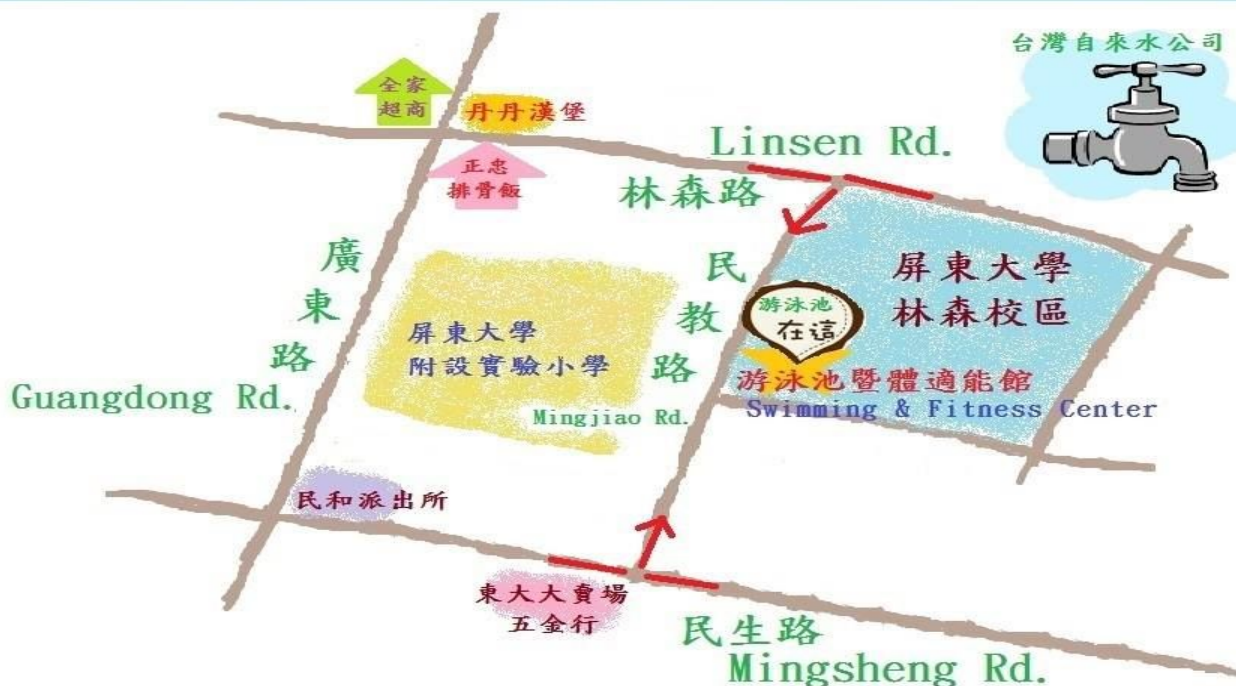 台灣自來水公司
全家
超商
丹丹漢堡
正忠
排骨飯
Linsen Rd.
林森路
廣東路
Guangdong Rd.
屏東大學
附設實驗小學
民教路
Mingjiao Rd.
屏東大學
林森校區
游泳池
在這
游泳池暨體適能館
Swimming & Fitness Center
民和派出所
東大大賣場
五金行
民生路
Mingsheng Rd.